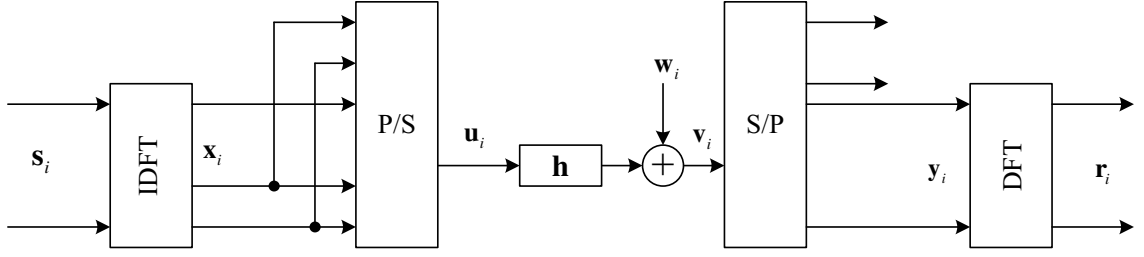 s_i
IDFT
x_i
P/S
u_i
h
w_i
+
v_i
S/P
y_i
DFT
r_i